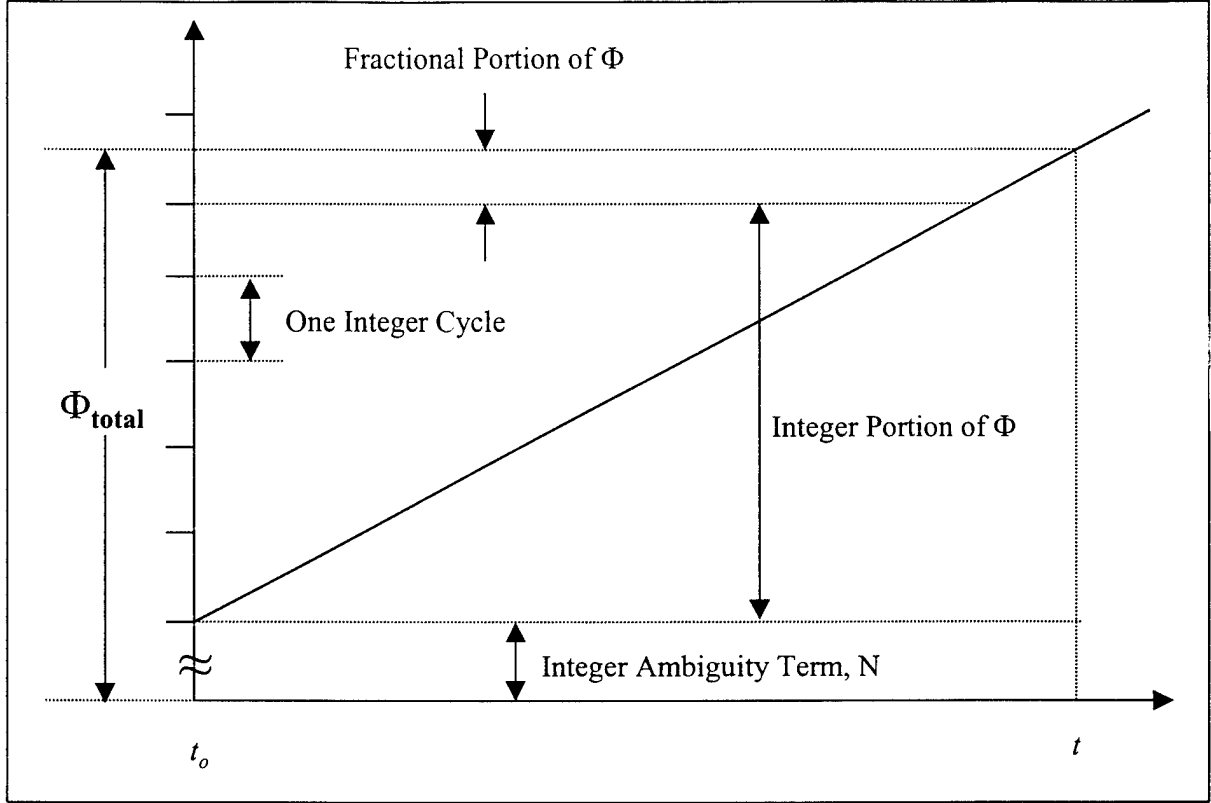 Fractional Portion of Φ
One Integer Cycle
Φtotal
Integer Portion of Φ
≈
Integer Ambiguity Term, N
to
t